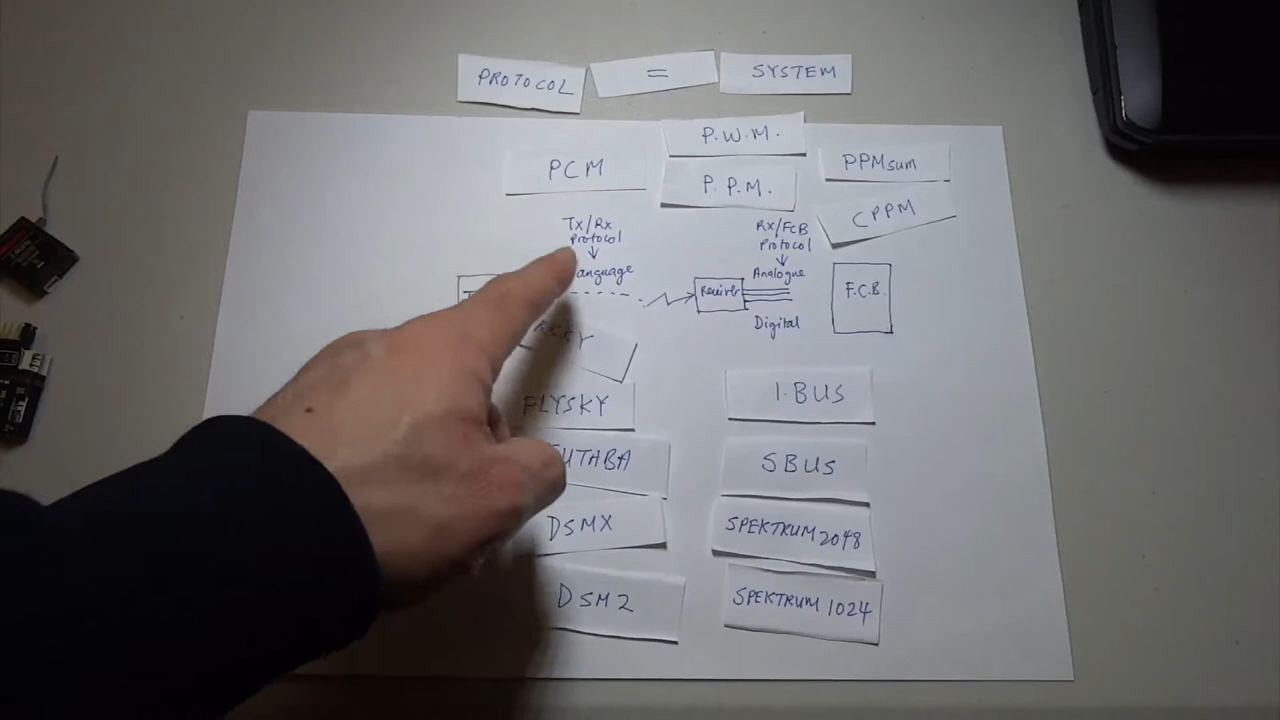 PROTOCOL = SYSTEM
P.W.M.
PCM
PPMsum
P.P.M.
CPPM
Tx/Rx
Protocol
Rx/FCB
Protocol
Analogue
Receiver
F.C.B.
Digital
FLYSKY
I.BUS
SBUS
DSMX
SPEKTRUM 2048
DSM2
SPEKTRUM 1024